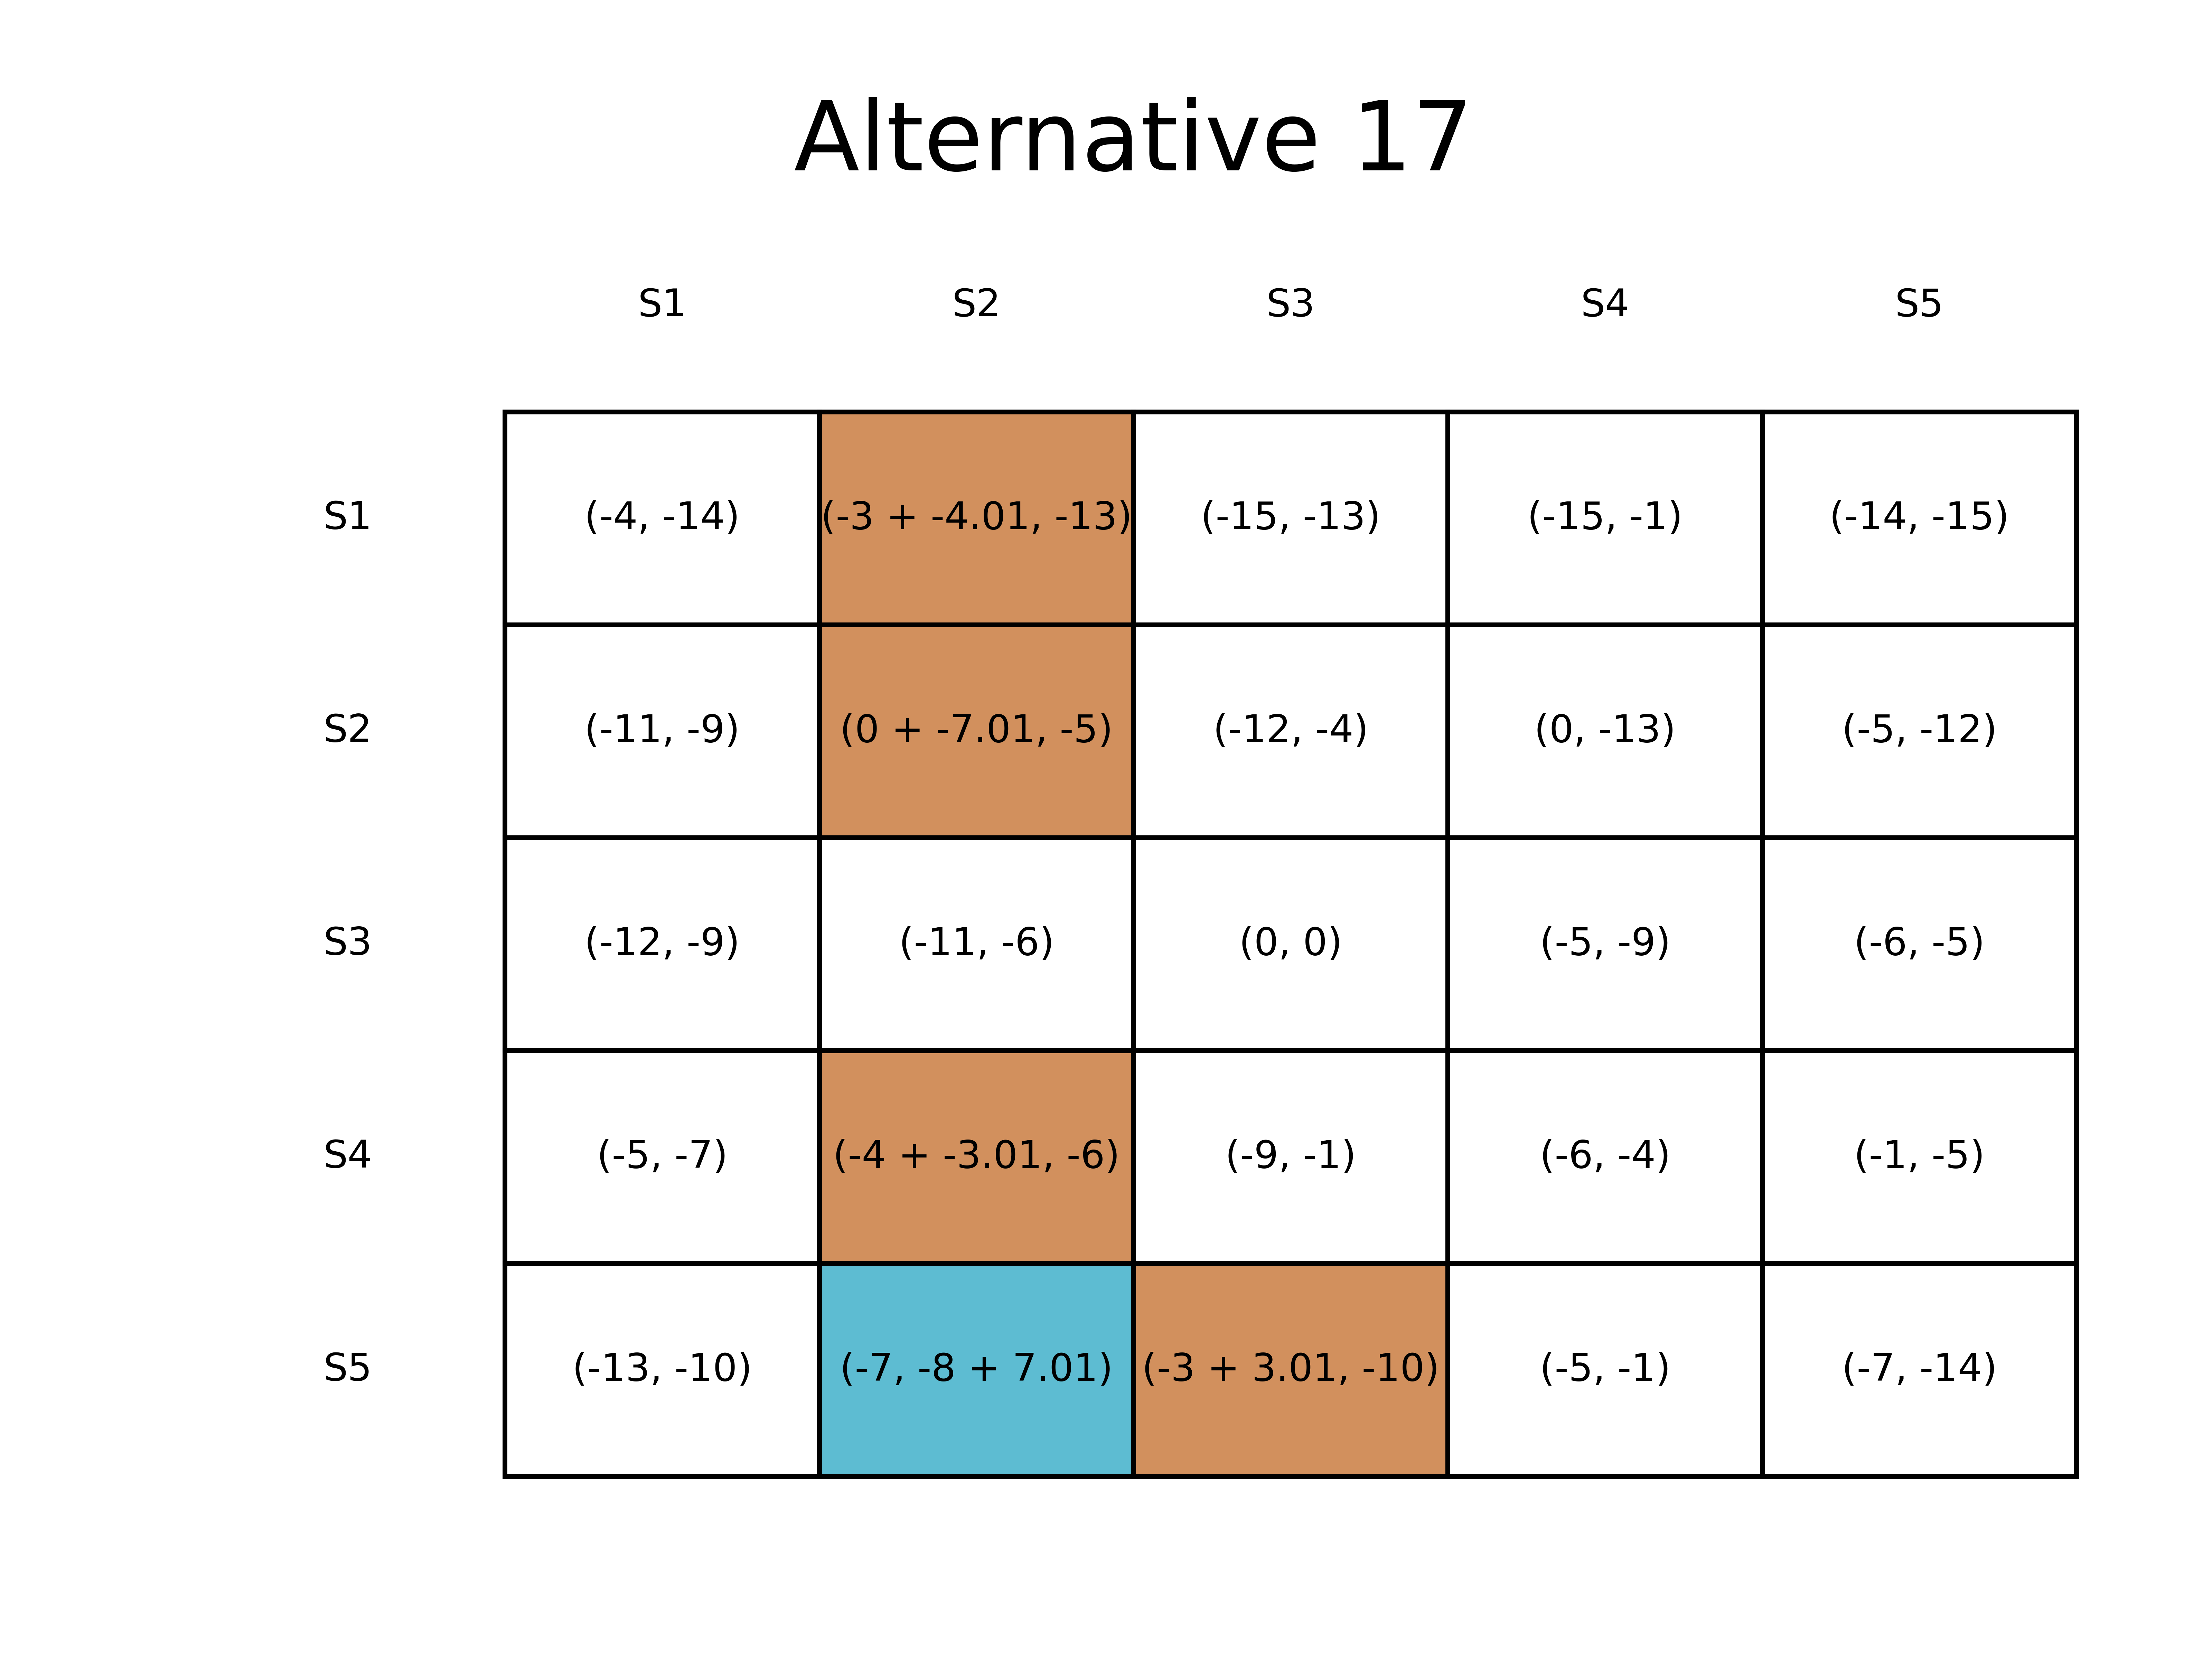 Alternative 17
S1 S2 S3 S4 S5
S1 (-4, -14) (-3 + -4.01, -13) (-15, -13) (-15, -1) (-14, -15)
S2 (-11, -9) (0 + -7.01, -5) (-12, -4) (0, -13) (-5, -12)
S3 (-12, -9) (-11, -6) (0, 0) (-5, -9) (-6, -5)
S4 (-5, -7) (-4 + -3.01, -6) (-9, -1) (-6, -4) (-1, -5)
S5 (-13, -10) (-7, -8 + 7.01) (-3 + 3.01, -10) (-5, -1) (-7, -14)